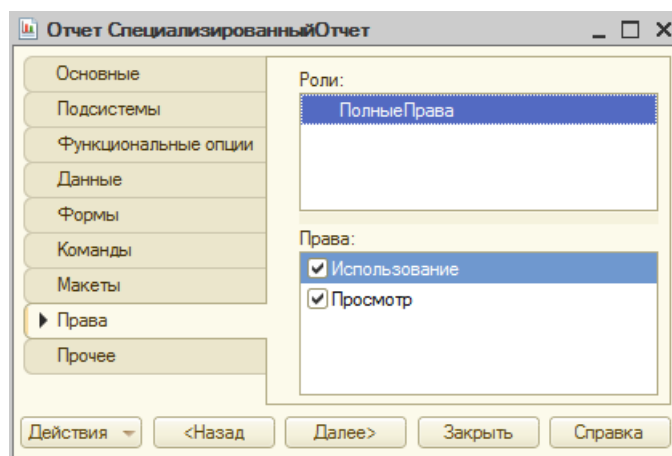 Отчет СпециализированныйОтчет
Основные
Подсистемы
Функциональные опции
Данные
Формы
Команды
Макеты
Права
Прочее
Роли:
ПолныеПрава
Права:
Использование
Просмотр
Действия <Назад Далее> Закрыть Справка